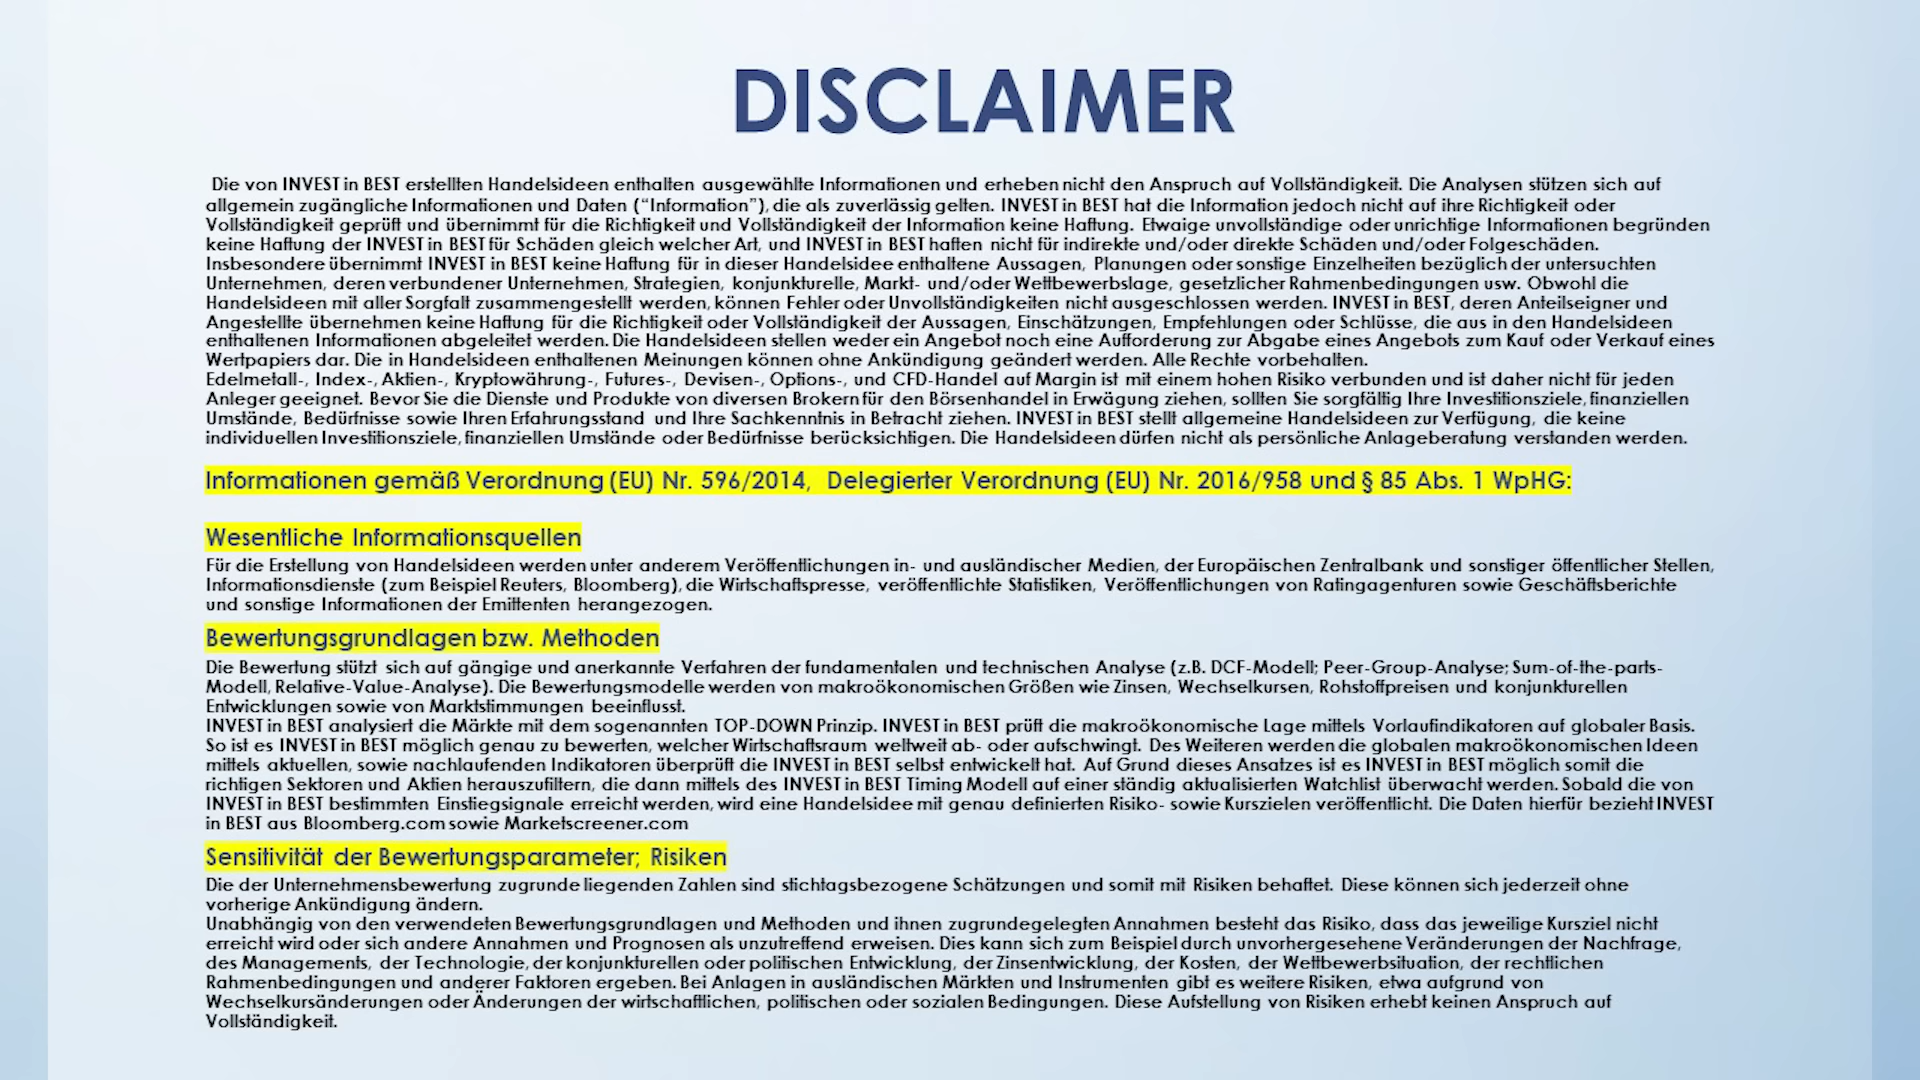 DISCLAIMER
Die von INVEST in BEST erstellten Handelsideen enthalten ausgewählte Informationen und erheben nicht den Anspruch auf Vollständigkeit. Die Analysen stützen sich auf
allgemein zugängliche Informationen und Daten (“Information”), die als zuverlässig gelten. INVEST in BEST hat die Information jedoch nicht auf ihre Richtigkeit oder
Vollständigkeit geprüft und übernimmt für die Richtigkeit und Vollständigkeit der Information keine Haftung. Etwaige unvollständige oder unrichtige Informationen begründen
keine Haftung der INVEST in BEST für Schäden gleich welcher Art, und INVEST in BEST haften nicht für indirekte und/oder direkte Schäden und/oder Folgeschäden.
Insbesondere übernimmt INVEST in BEST keine Haftung für in dieser Handelsidee enthaltene Aussagen, Planungen oder sonstige Einzelheiten bezüglich der untersuchten
Unternehmen, deren verbundener Unternehmen, Strategien, konjunkturelle, Markt- und/oder Wettbewerbslage, gesetzlicher Rahmenbedingungen usw. Obwohl die
Handelsideen mit aller Sorgfalt zusammengestellt werden, können Fehler oder Unvollständigkeiten nicht ausgeschlossen werden. INVEST in BEST, deren Anteilseigner und
Angestellte übernehmen keine Haftung für die Richtigkeit oder Vollständigkeit der Aussagen, Einschätzungen, Empfehlungen oder Schlüsse, die aus in den Handelsideen
enthaltenen Informationen abgeleitet werden. Die Handelsideen stellen weder ein Angebot noch eine Aufforderung zur Abgabe eines Angebots zum Kauf oder Verkauf eines
Wertpapiers dar. Die in Handelsideen enthaltenen Meinungen können ohne Ankündigung geändert werden. Alle Rechte vorbehalten.
Edelmetall-, Index-, Aktien-, Kryptowährung-, Futures-, Devisen-, Options-, und CFD-Handel auf Margin ist mit einem hohen Risiko verbunden und ist daher nicht für jeden
Anleger geeignet. Bevor Sie die Dienste und Produkte von diversen Brokern für den Börsenhandel in Erwägung ziehen, sollten Sie sorgfältig Ihre Investitionsziele, finanziellen
Umstände, Bedürfnisse sowie Ihren Erfahrungsstand und Ihre Sachkenntnis in Betracht ziehen. INVEST in BEST stellt allgemeine Handelsideen zur Verfügung, die keine
individuellen Investitionsziele, finanziellen Umstände oder Bedürfnisse berücksichtigen. Die Handelsideen dürfen nicht als persönliche Anlageberatung verstanden werden.
Informationen gemäß Verordnung (EU) Nr. 596/2014, Delegierter Verordnung (EU) Nr. 2016/958 und § 85 Abs. 1 WpHG:
Wesentliche Informationsquellen
Für die Erstellung von Handelsideen werden unter anderem Veröffentlichungen in- und ausländischer Medien, der Europäischen Zentralbank und sonstiger öffentlicher Stellen,
Informationsdienste (zum Beispiel Reuters, Bloomberg), die Wirtschaftspresse, veröffentlichte Statistiken, Veröffentlichungen von Ratingagenturen sowie Geschäftsberichte
und sonstige Informationen der Emittenten herangezogen.
Bewertungsgrundlagen bzw. Methoden
Die Bewertung stützt sich auf gängige und anerkannte Verfahren der fundamentalen und technischen Analyse (z.B. DCF-Modell; Peer-Group-Analyse; Sum-of-the-parts-
Modell, Relative-Value-Analyse). Die Bewertungsmodelle werden von makroökonomischen Größen wie Zinsen, Wechselkursen, Rohstoffpreisen und konjunkturellen
Entwicklungen sowie von Marktstimmungen beeinflusst.
INVEST in BEST analysiert die Märkte mit dem sogenannten TOP-DOWN Prinzip. INVEST in BEST prüft die makroökonomische Lage mittels Vorlaufindikatoren auf globaler Basis.
So ist es INVEST in BEST möglich genau zu bewerten, welcher Wirtschaftsraum weltweit ab- oder aufschwingt. Des Weiteren werden die globalen makroökonomischen Ideen
mittels aktuellen, sowie nachlaufenden Indikatoren überprüft die INVEST in BEST selbst entwickelt hat. Auf Grund dieses Ansatzes ist es INVEST in BEST möglich somit die
richtigen Sektoren und Aktien herauszufiltern, die dann mittels des INVEST in BEST Timing Modell auf einer ständig aktualisierten Watchlist überwacht werden. Sobald die von
INVEST in BEST bestimmten Einstiegsignale erreicht werden, wird eine Handelsidee mit genau definierten Risiko- sowie Kurszielen veröffentlicht. Die Daten hierfür bezieht INVEST
in BEST aus Bloomberg.com sowie Marketscreener.com
Sensitivität der Bewertungsparameter; Risiken
Die der Unternehmensbewertung zugrunde liegenden Zahlen sind stichtagsbezogene Schätzungen und somit mit Risiken behaftet. Diese können sich jederzeit ohne
vorherige Ankündigung ändern.
Unabhängig von den verwendeten Bewertungsgrundlagen und Methoden und ihnen zugrundegelegten Annahmen besteht das Risiko, dass das jeweilige Kursziel nicht
erreicht wird oder sich andere Annahmen und Prognosen als unzutreffend erweisen. Dies kann sich zum Beispiel durch unvorhergesehene Veränderungen der Nachfrage,
des Managements, der Technologie, der konjunkturellen oder politischen Entwicklung, der Zinsentwicklung, der Kosten, der Wettbewerbsituation, der rechtlichen
Rahmenbedingungen und anderer Faktoren ergeben. Bei Anlagen in ausländischen Märkten und Instrumenten gibt es weitere Risiken, etwa aufgrund von
Wechselkursänderungen oder Änderungen der wirtschaftlichen, politischen oder sozialen Bedingungen. Diese Aufstellung von Risiken erhebt keinen Anspruch auf
Vollständigkeit.